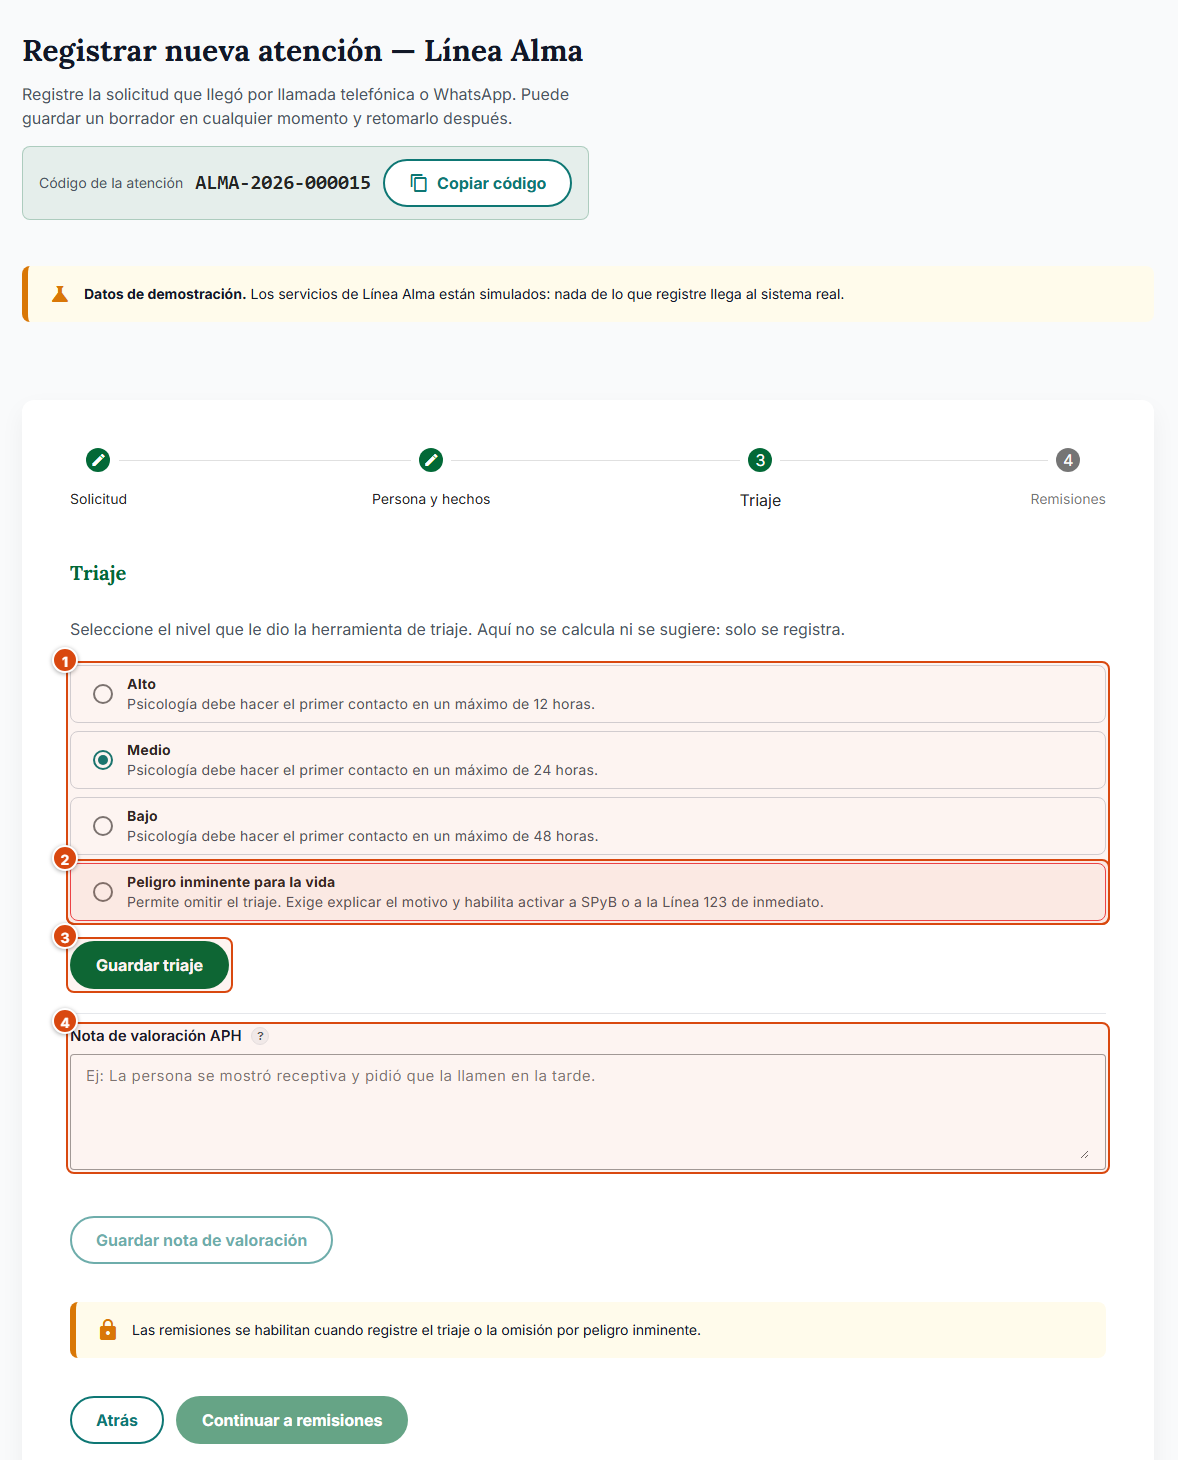 Registrar nueva atención — Línea Alma
Registre la solicitud que llegó por llamada telefónica o WhatsApp. Puede
guardar un borrador en cualquier momento y retomarlo después.
Código de la atención ALMA-2026-000015 Copiar código
Datos de demostración. Los servicios de Línea Alma están simulados: nada de lo que registre llega al sistema real.
3 4
Solicitud Persona y hechos Triaje Remisiones
Triaje
Seleccione el nivel que le dio la herramienta de triaje. Aquí no se calcula ni se sugiere: solo se registra.
1
Alto
Psicología debe hacer el primer contacto en un máximo de 12 horas.
Medio
Psicología debe hacer el primer contacto en un máximo de 24 horas.
Bajo
Psicología debe hacer el primer contacto en un máximo de 48 horas.
2
Peligro inminente para la vida
Permite omitir el triaje. Exige explicar el motivo y habilita activar a SPyB o a la Línea 123 de inmediato.
3
Guardar triaje
4
Nota de valoración APH ?
Ej: La persona se mostró receptiva y pidió que la llamen en la tarde.
Guardar nota de valoración
Las remisiones se habilitan cuando registre el triaje o la omisión por peligro inminente.
Atrás Continuar a remisiones